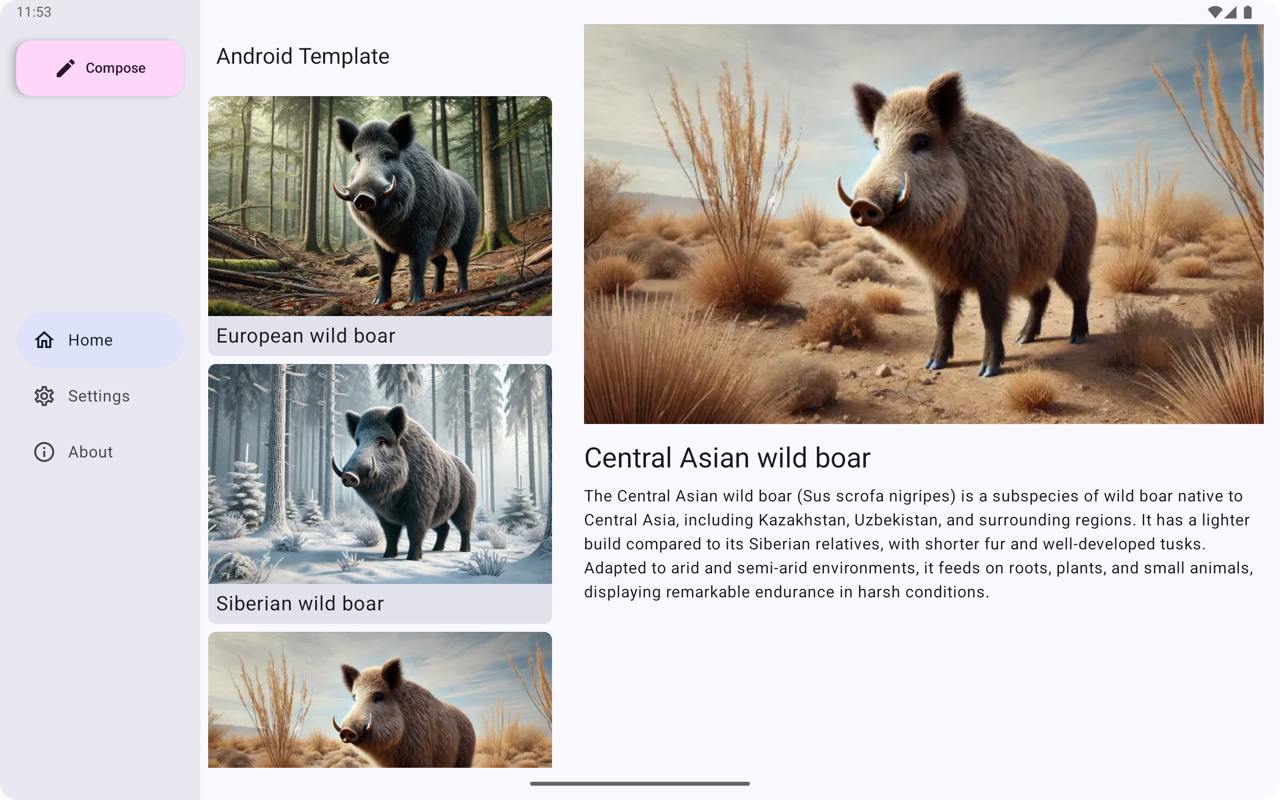 11:53
Compose
Home
Settings
About
Android Template
European wild boar
Siberian wild boar
Central Asian wild boar
The Central Asian wild boar (Sus scrofa nigripes) is a subspecies of wild boar native to
Central Asia, including Kazakhstan, Uzbekistan, and surrounding regions. It has a lighter
build compared to its Siberian relatives, with shorter fur and well-developed tusks.
Adapted to arid and semi-arid environments, it feeds on roots, plants, and small animals,
displaying remarkable endurance in harsh conditions.